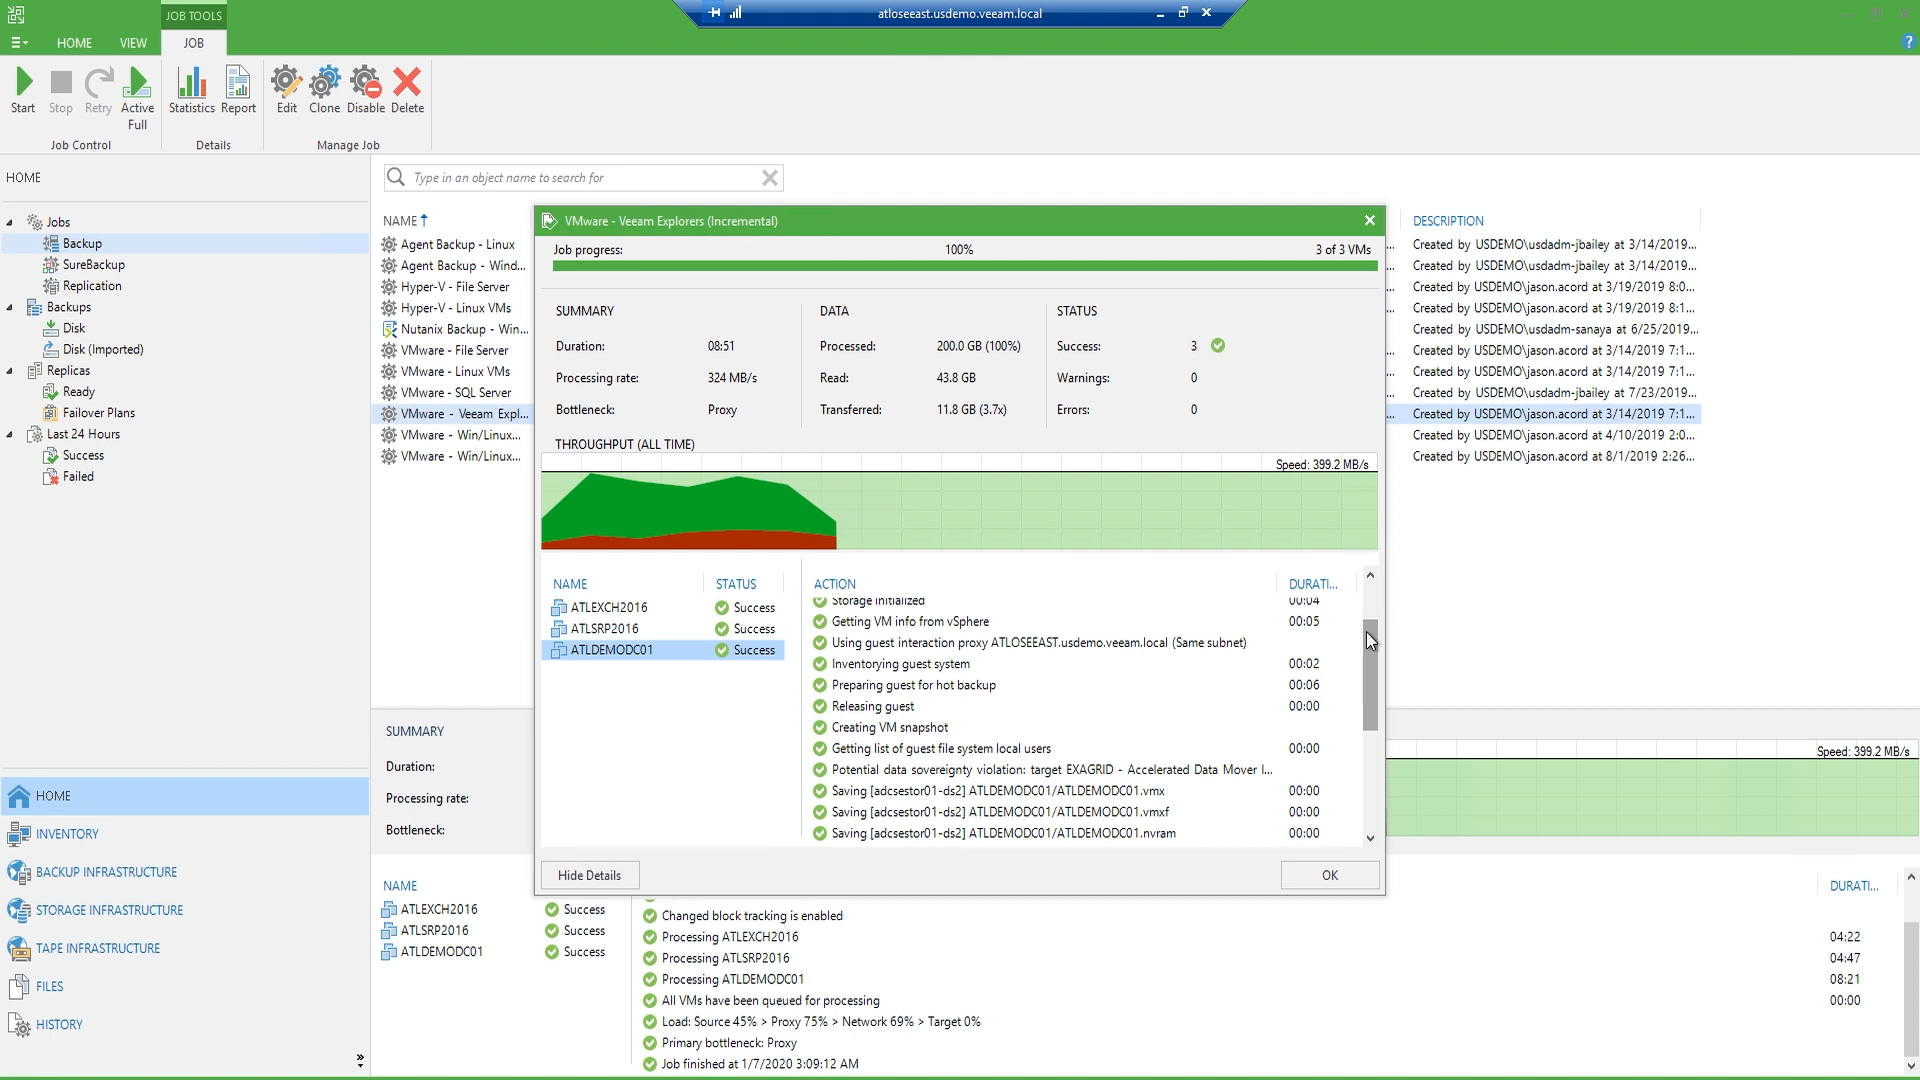 JOB TOOLS
atloseeast.usdemo.veeam.local
HOME
VIEW
JOB
Start
Stop
Retry
Active Full
Statistics
Report
Edit
Clone
Disable
Delete
Job Control
Details
Manage Job
HOME
Type in an object name to search for
Jobs
Backup
SureBackup
Replication
Backups
Disk
Disk (Imported)
Replicas
Ready
Failover Plans
Last 24 Hours
Success
Failed
HOME
INVENTORY
BACKUP INFRASTRUCTURE
STORAGE INFRASTRUCTURE
TAPE INFRASTRUCTURE
FILES
HISTORY
NAME
Agent Backup - Linux
Agent Backup - Wind...
Hyper-V - File Server
Hyper-V - Linux VMs
Nutanix Backup - Win...
VMware - File Server
VMware - Linux VMs
VMware - SQL Server
VMware - Veeam Expl...
VMware - Win/Linux...
VMware - Win/Linux...
DESCRIPTION
Created by USDEMO\usdadm-jbailey at 3/14/2019...
Created by USDEMO\usdadm-jbailey at 3/14/2019...
Created by USDEMO\jason.acord at 3/19/2019 8:0...
Created by USDEMO\jason.acord at 3/19/2019 8:1...
Created by USDEMO\usdadm-sanaya at 6/25/2019...
Created by USDEMO\jason.acord at 3/14/2019 7:1...
Created by USDEMO\jason.acord at 3/14/2019 7:1...
Created by USDEMO\usdadm-jbailey at 7/23/2019...
Created by USDEMO\jason.acord at 3/14/2019 7:1...
Created by USDEMO\jason.acord at 4/10/2019 2:0...
Created by USDEMO\jason.acord at 8/1/2019 2:26...
VMware - Veeam Explorers (Incremental)
Job progress: 100% 3 of 3 VMs
SUMMARY
Duration: 08:51
Processing rate: 324 MB/s
Bottleneck: Proxy
DATA
Processed: 200.0 GB (100%)
Read: 43.8 GB
Transferred: 11.8 GB (3.7x)
STATUS
Success: 3
Warnings: 0
Errors: 0
THROUGHPUT (ALL TIME)
Speed: 399.2 MB/s
NAME STATUS
ATLEXCH2016 Success
ATLSRP2016 Success
ATLDEMODC01 Success
ACTION DURATI...
Storage initialized 00:04
Getting VM info from vSphere 00:05
Using guest interaction proxy ATLOSEEAST.usdemo.veeam.local (Same subnet)
Inventorying guest system 00:02
Preparing guest for hot backup 00:06
Releasing guest 00:00
Creating VM snapshot
Getting list of guest file system local users 00:00
Potential data sovereignty violation: target EXAGRID - Accelerated Data Mover I...
Saving [adcsestor01-ds2] ATLDEMODC01/ATLDEMODC01.vmx 00:00
Saving [adcsestor01-ds2] ATLDEMODC01/ATLDEMODC01.vmxf 00:00
Saving [adcsestor01-ds2] ATLDEMODC01/ATLDEMODC01.nvram 00:00
Hide Details
OK
SUMMARY
Duration:
Processing rate:
Bottleneck:
Speed: 399.2 MB/s
NAME
ATLEXCH2016 Success
ATLSRP2016 Success
ATLDEMODC01 Success
DURATI...
Changed block tracking is enabled
Processing ATLEXCH2016 04:22
Processing ATLSRP2016 04:47
Processing ATLDEMODC01 08:21
All VMs have been queued for processing 00:00
Load: Source 45% > Proxy 75% > Network 69% > Target 0%
Primary bottleneck: Proxy
Job finished at 1/7/2020 3:09:12 AM